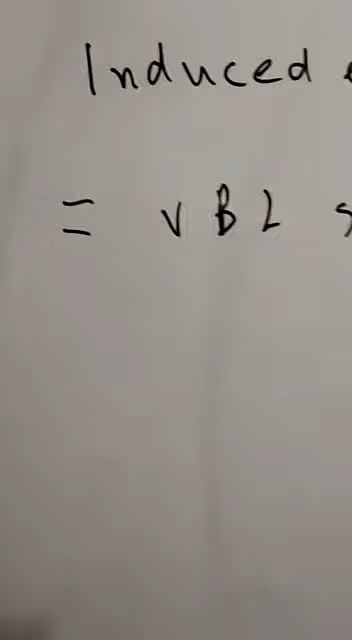 Induced
= V B L